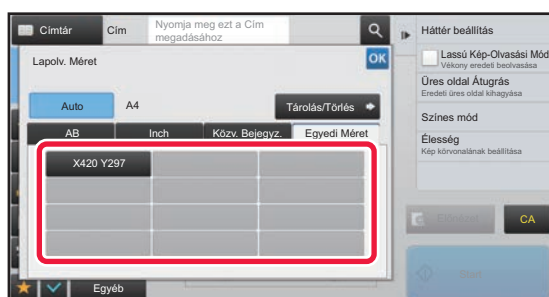 Címtár
Cím
Nyomja meg ezt a Cím
megadásához
Lapolv. Méret
OK
Auto
A4
Tárolás/Törlés
AB
Inch
Közv. Bejegyz.
Egyedi Méret
X420 Y297
Egyéb
Háttér beállítás
Lassú Kép-Olvasási Mód
Vékony eredeti beolvasása
Üres oldal Átugrás
Eredeti üres oldal kihagyása
Színes mód
Élesség
Kép körvonalának beállítása
Előnézet
CA
Start